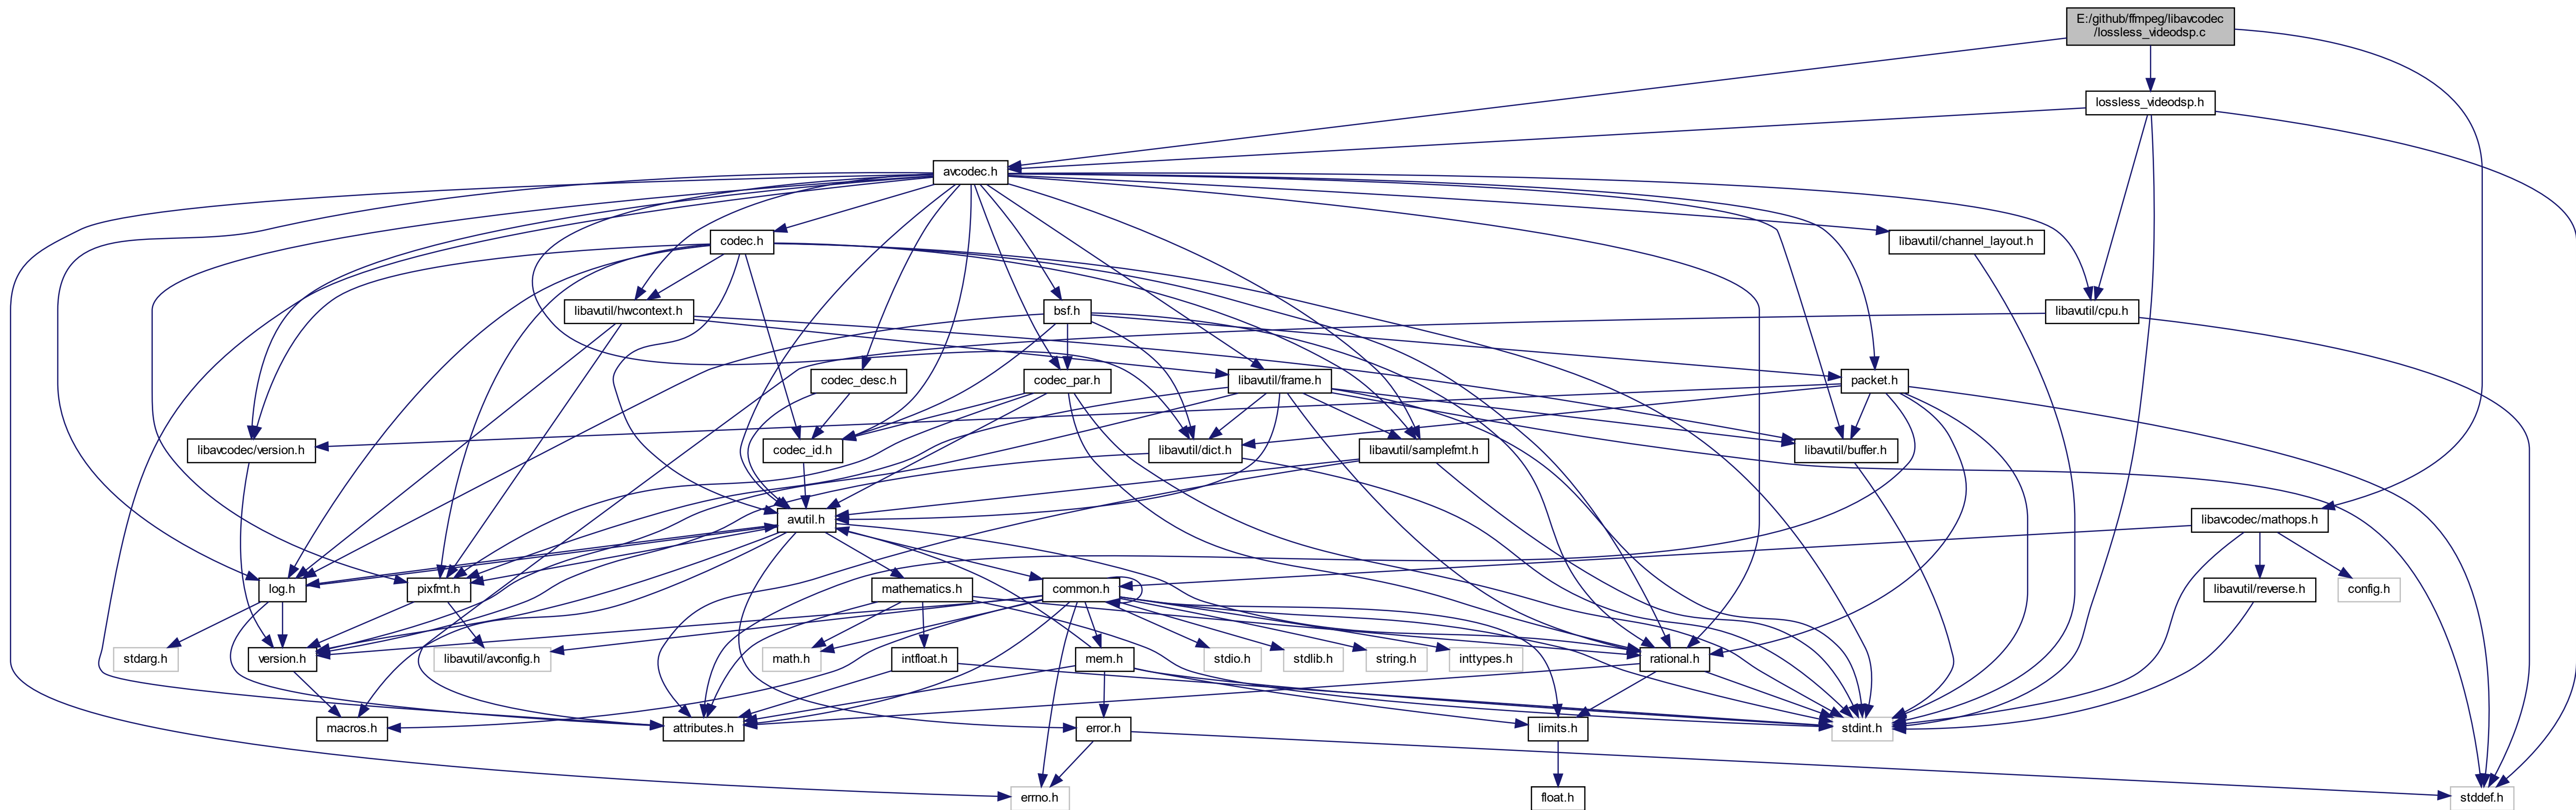 E:/github/ffmpeg/libavcodec
/lossless_videodsp.c
lossless_videodsp.h
avcodec.h
codec.h
libavutil/channel_layout.h
libavutil/hwcontext.h
bsf.h
libavutil/cpu.h
codec_desc.h
codec_par.h
libavutil/frame.h
packet.h
libavcodec/version.h
codec_id.h
libavutil/dict.h
libavutil/samplefmt.h
libavutil/buffer.h
avutil.h
libavcodec/mathops.h
log.h
pixfmt.h
mathematics.h
common.h
libavutil/reverse.h
config.h
stdarg.h
version.h
libavutil/avconfig.h
math.h
intfloat.h
mem.h
stdio.h
stdlib.h
string.h
inttypes.h
rational.h
macros.h
attributes.h
error.h
limits.h
stdint.h
errno.h
float.h
stddef.h